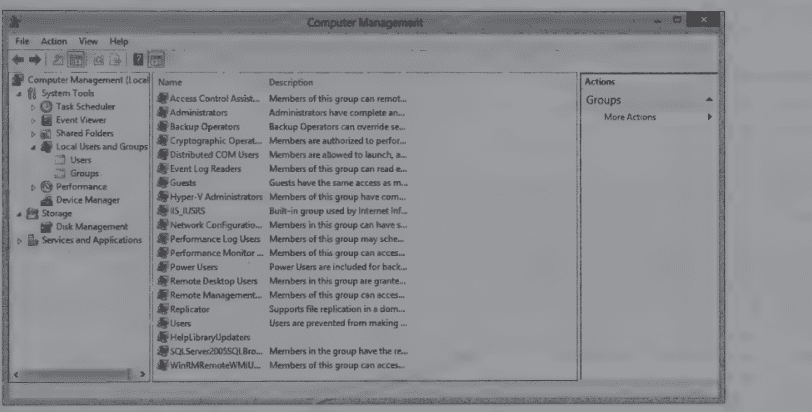 Computer Management
File Action View Help
Computer Management (Local
System Tools
Task Scheduler
Event Viewer
Shared Folders
Local Users and Groups
Users
Groups
Performance
Device Manager
Storage
Disk Management
Services and Applications
Name Description
Access Control Assist... Members of this group can remot...
Administrators Administrators have complete an...
Backup Operators Backup Operators can override se...
Cryptographic Operat... Members are authorized to perfor...
Distributed COM Users Members are allowed to launch, a...
Event Log Readers Members of this group can read e...
Guests Guests have the same access as m...
Hyper-V Administrators Members of this group have com...
IIS_IUSRS Built-in group used by Internet Inf...
Network Configuratio... Members in this group can have s...
Performance Log Users Members of this group may sche...
Performance Monitor ... Members of this group can acces...
Power Users Power Users are included for back...
Remote Desktop Users Members in this group are grante...
Remote Management... Members of this group can acces...
Replicator Supports file replication in a dom...
Users Users are prevented from making ...
HelpLibraryUpdaters
SQLServer2005SQLBro... Members in the group have the re...
WinRMRemoteWMIU... Members of this group can acces...
Actions
Groups
More Actions